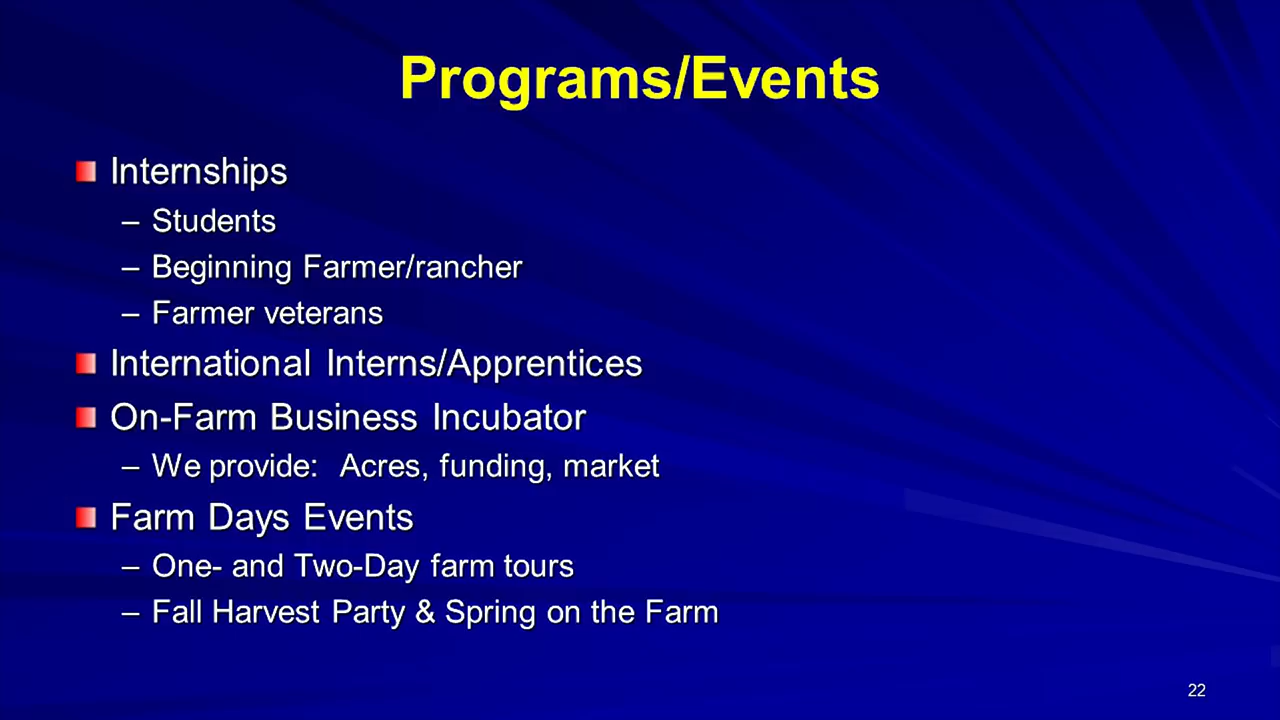 Programs/Events
Internships
– Students
– Beginning Farmer/rancher
– Farmer veterans
International Interns/Apprentices
On-Farm Business Incubator
– We provide: Acres, funding, market
Farm Days Events
– One- and Two-Day farm tours
– Fall Harvest Party & Spring on the Farm
22